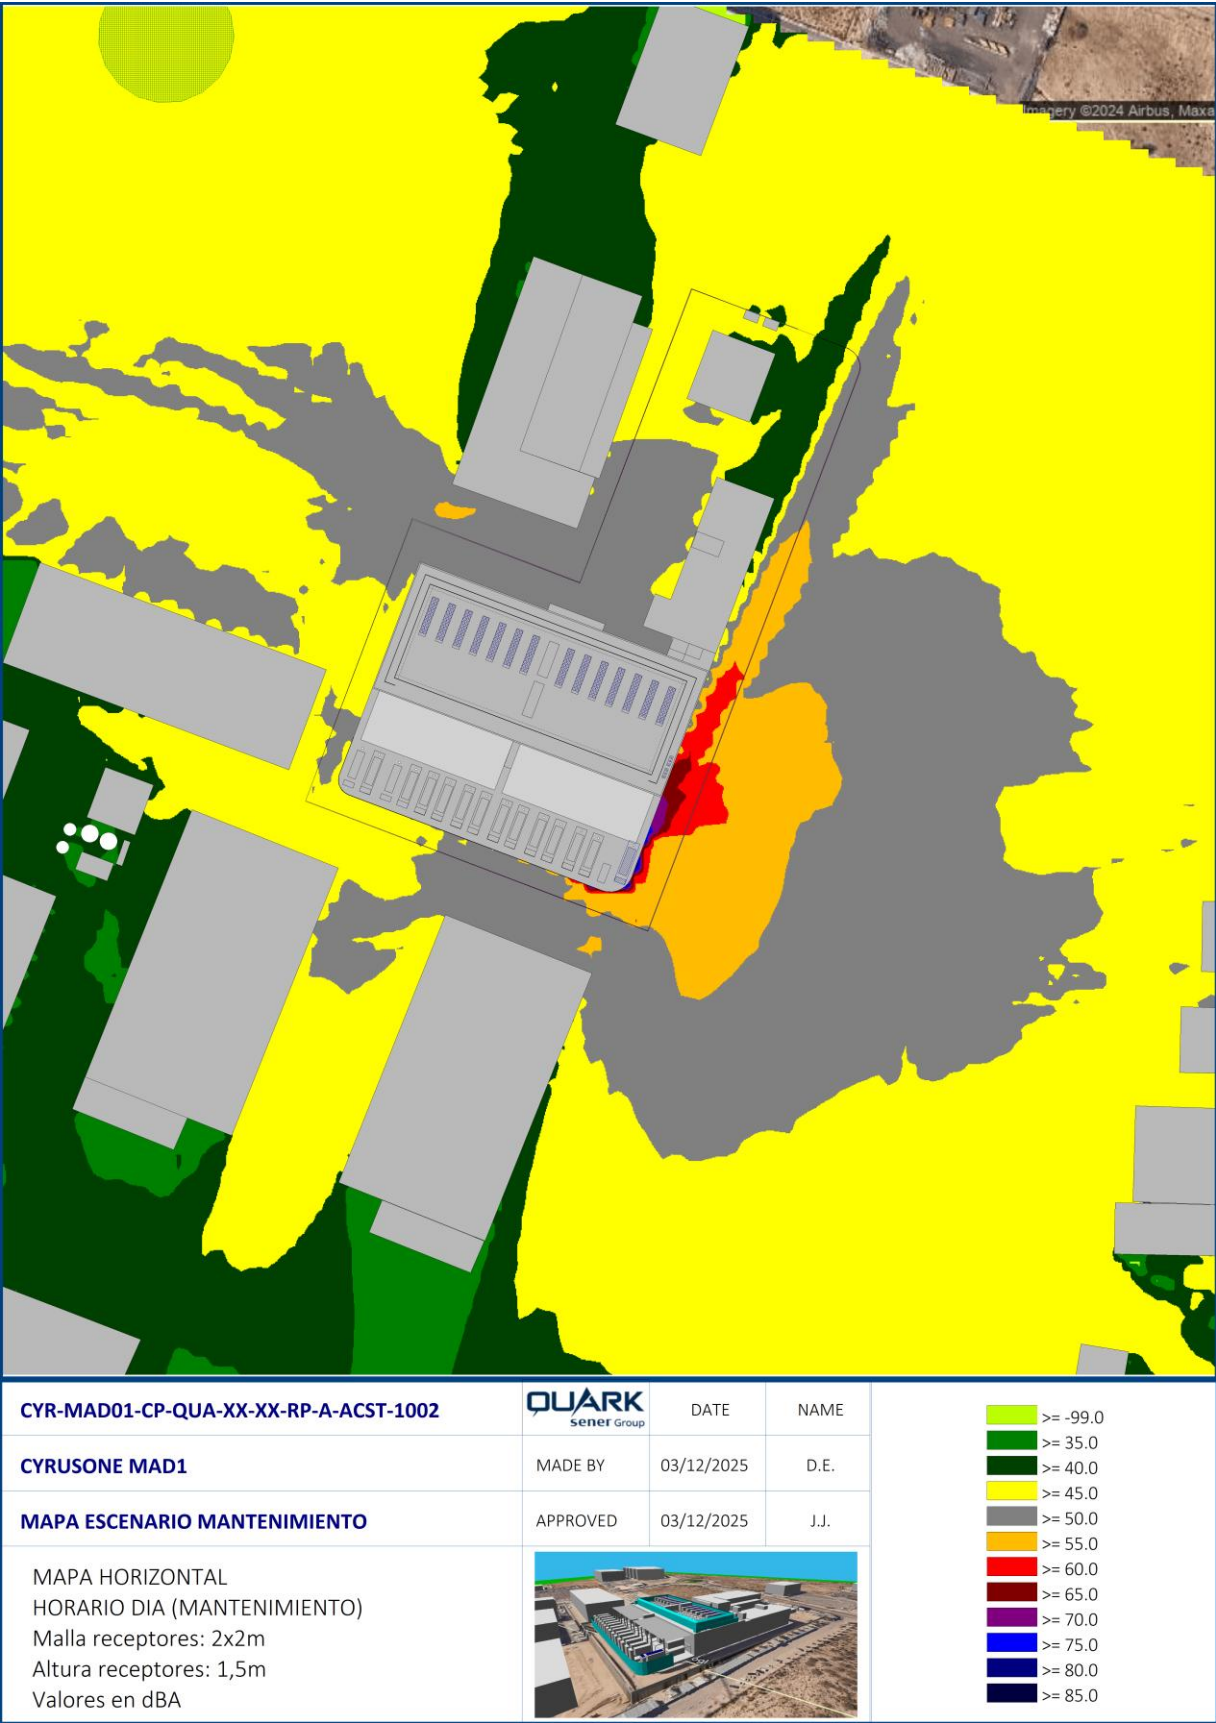 Imagery ©2024 Airbus, Maxa
CYR-MAD01-CP-QUA-XX-XX-RP-A-ACST-1002
QUARK
sener Group
DATE
NAME
CYRUSONE MAD1
MADE BY
03/12/2025
D.E.
MAPA ESCENARIO MANTENIMIENTO
APPROVED
03/12/2025
J.J.
MAPA HORIZONTAL
HORARIO DIA (MANTENIMIENTO)
Malla receptores: 2x2m
Altura receptores: 1,5m
Valores en dBA
>= -99.0
>= 35.0
>= 40.0
>= 45.0
>= 50.0
>= 55.0
>= 60.0
>= 65.0
>= 70.0
>= 75.0
>= 80.0
>= 85.0